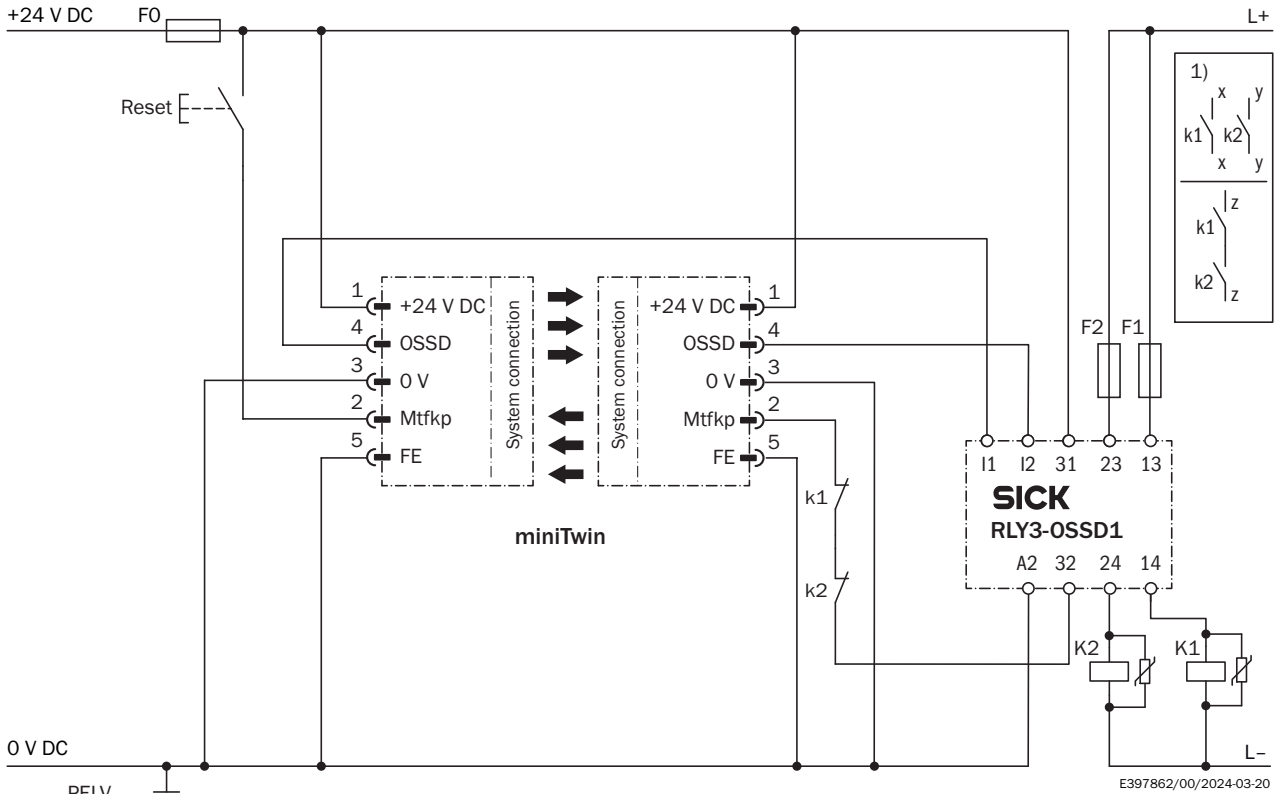 +24 V DC F0 L+
1)
x y
k1 k2
x y
z
k1
k2
z
Reset
1 +24 V DC
4 OSSD
3 0 V
2 Mtfkp
5 FE
System connection
System connection
+24 V DC 1
OSSD 4
0 V 3
Mtfkp 2
FE 5
miniTwin
k1
k2
F2 F1
I1 I2 31 23 13
SICK
RLY3-OSSD1
A2 32 24 14
K2 K1
0 V DC L–
PELV
E397862/00/2024-03-20